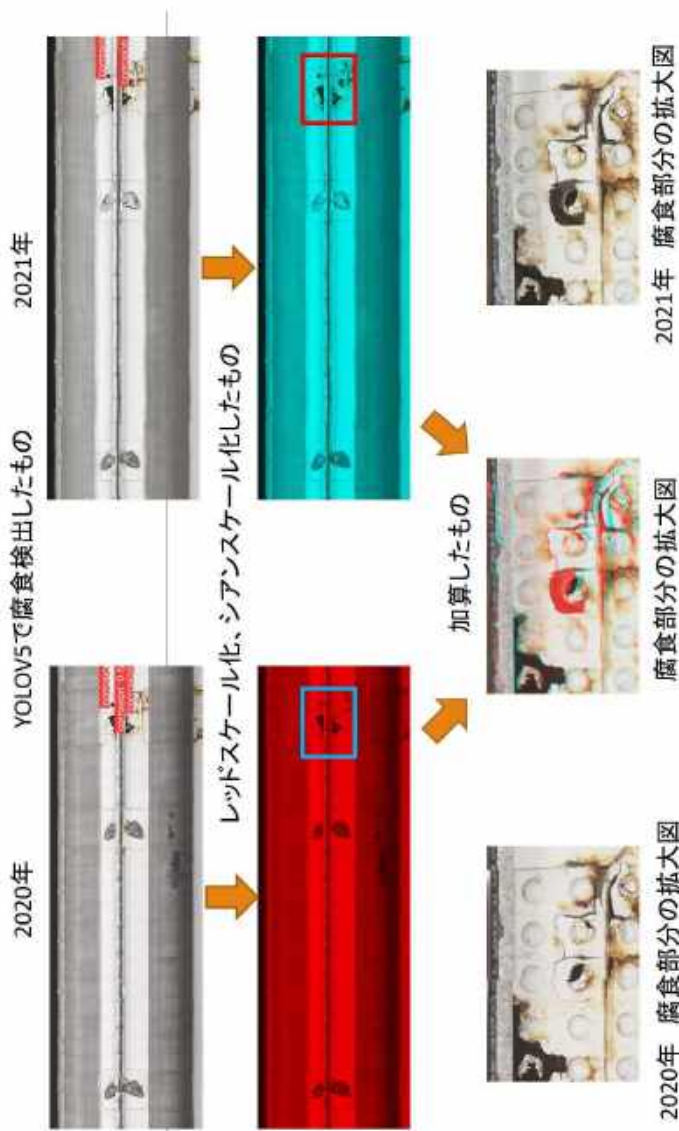 YOLOV5で腐食検出したもの
2020年
2021年
レッドスケール化、シアンスケール化したもの
加算したもの
2020年 腐食部分の拡大図
腐食部分の拡大図
2021年 腐食部分の拡大図